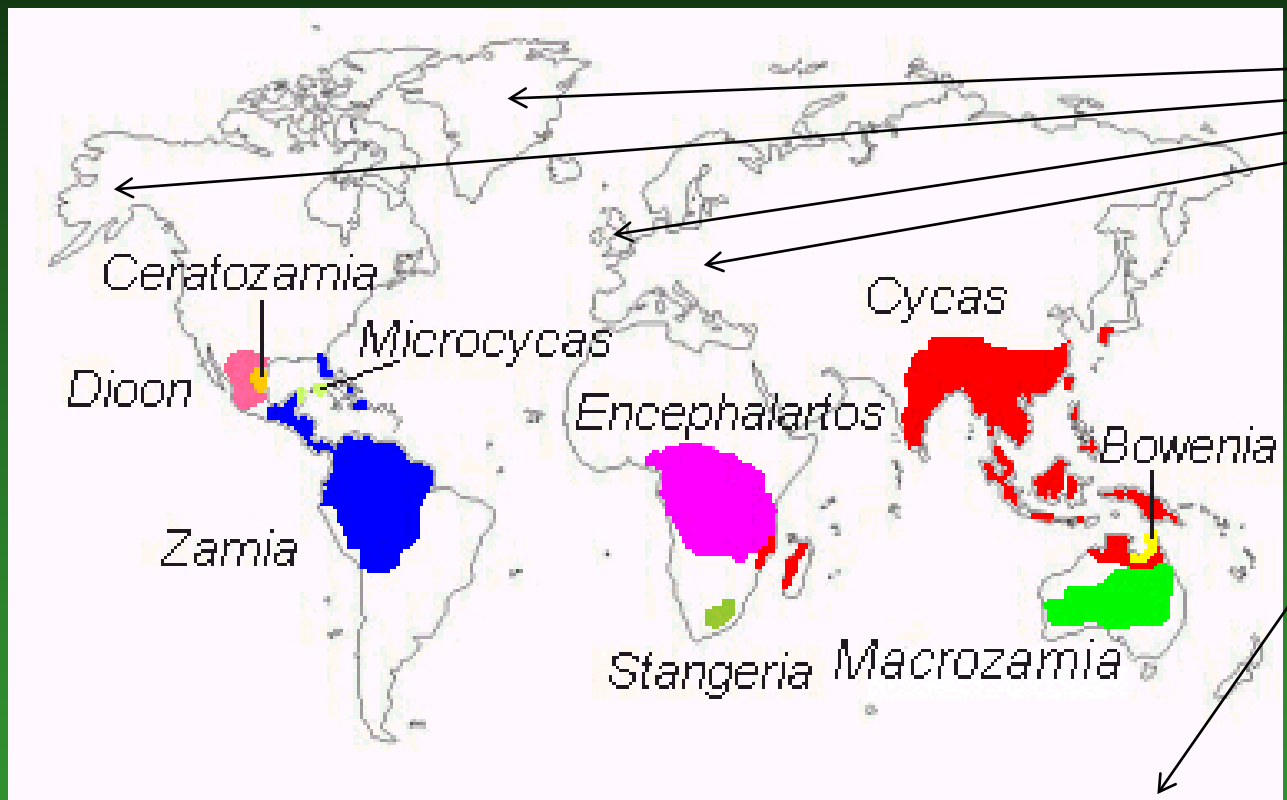 Ceratozamia
Cycas
Microcycas
Dioon
Encephalartos
Bowenia
Zamia
Stangeria
Macrozamia